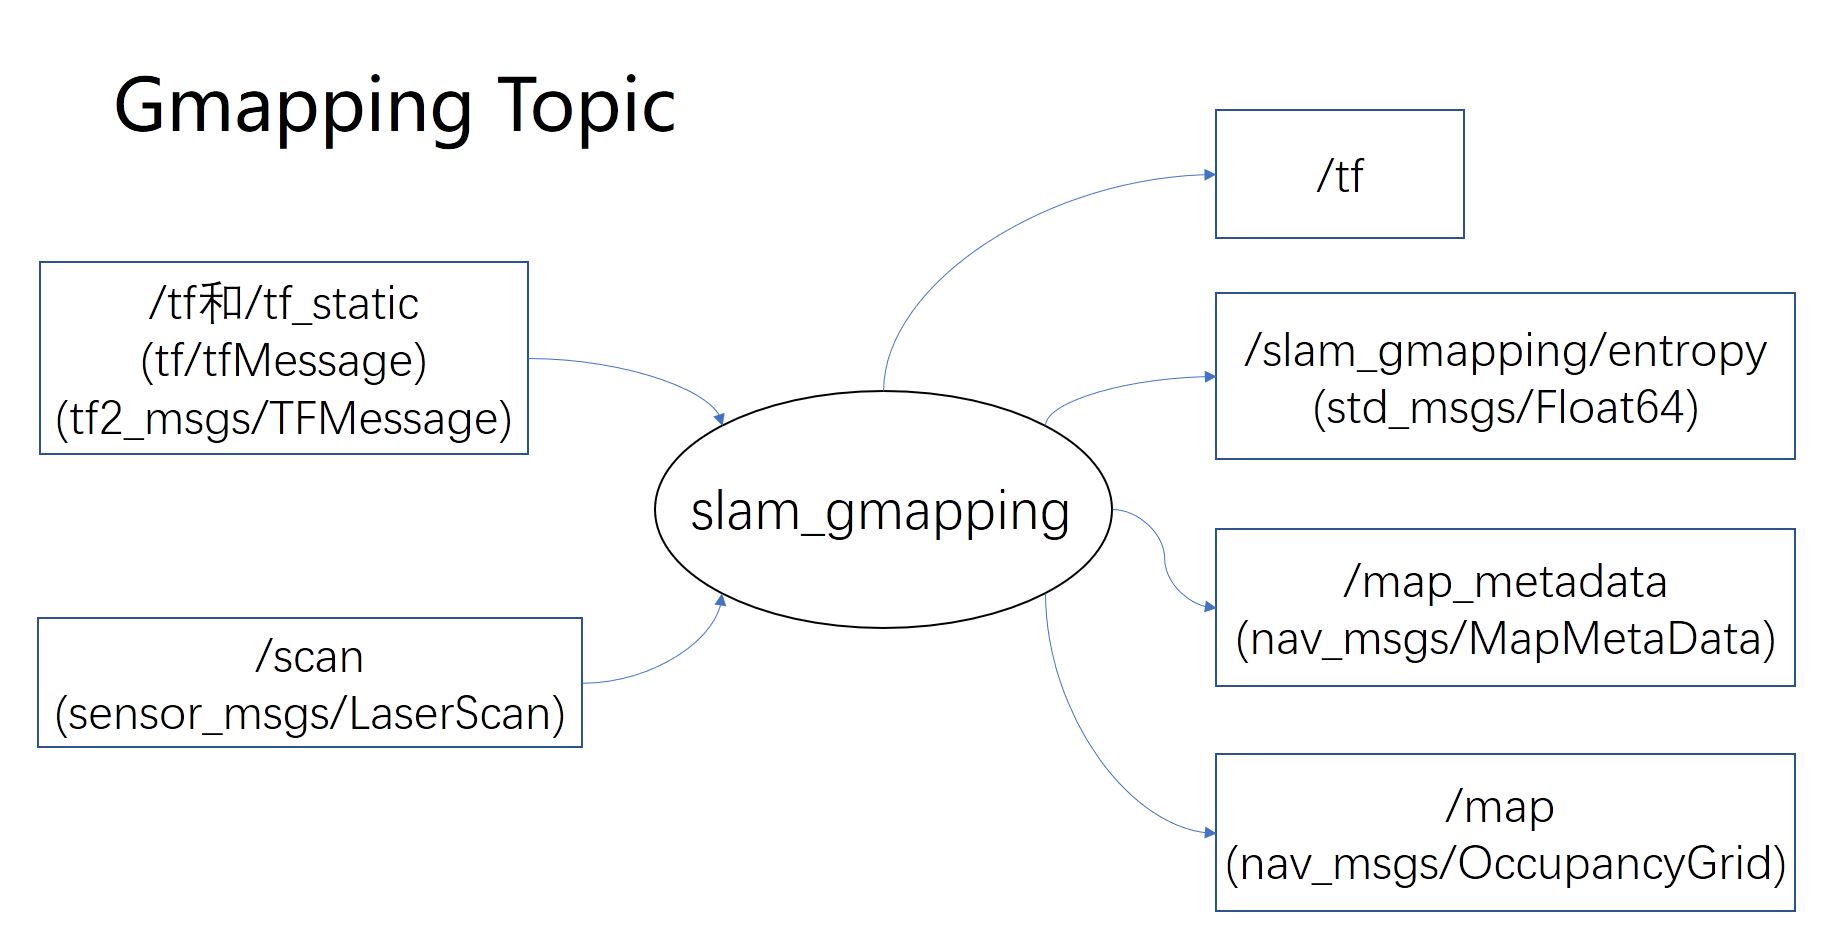 Gmapping Topic
/tf和/tf_static
(tf/tfMessage)
(tf2_msgs/TFMessage)
/scan
(sensor_msgs/LaserScan)
slam_gmapping
/tf
/slam_gmapping/entropy
(std_msgs/Float64)
/map_metadata
(nav_msgs/MapMetaData)
/map
(nav_msgs/OccupancyGrid)